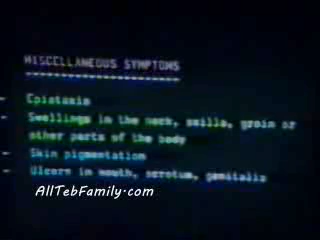 MISCELLANEOUS SYMPTOMS
- Epistaxis
- Swellings in the neck, axilla, groin or
other parts of the body
- Skin pigmentation
- Ulcers in mouth, scrotum, genitalia
AllTebFamily.com